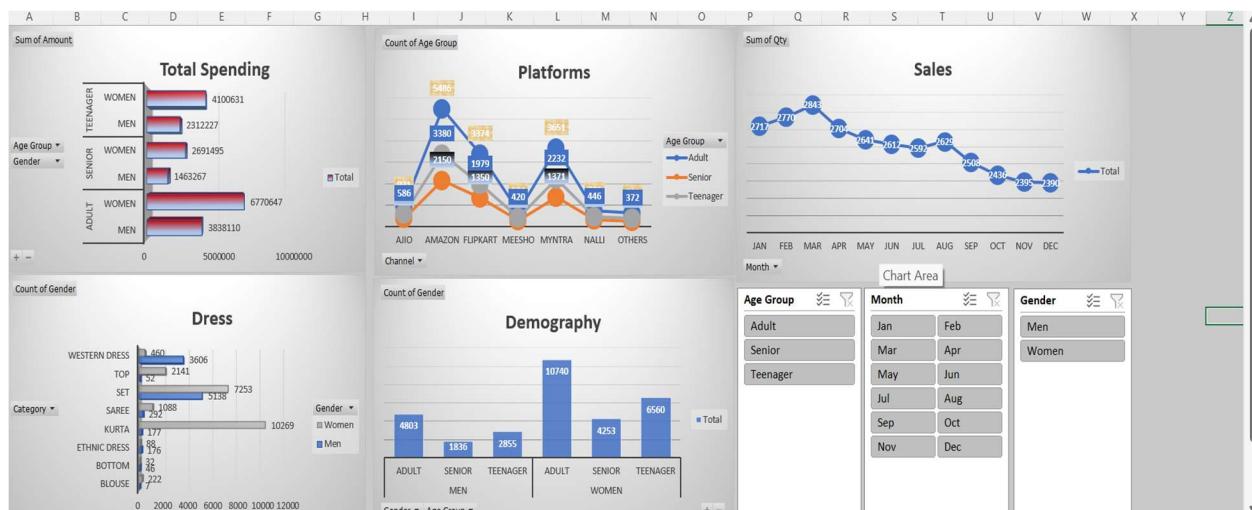 A B C D E F G H I J K L M N O P Q R S T U V W X Y Z
Sum of Amount
Total Spending
TEENAGER
WOMEN 4100631
MEN 2312227
SENIOR
WOMEN 2691495
MEN 1463267
ADULT
WOMEN 6770647
MEN 3838110
Age Group
Gender
Total
+ −
0 5000000 10000000
Count of Age Group
Platforms
5486
3380 3374 3651
2150 1979 2232
586 1350 420 1371 446 372
AJIO AMAZON FLIPKART MEESHO MYNTRA NALLI OTHERS
Age Group
Adult
Senior
Teenager
Channel
Sum of Qty
Sales
2717 2770 2843 2704 2641 2612 2592 2629 2508 2436 2395 2390
JAN FEB MAR APR MAY JUN JUL AUG SEP OCT NOV DEC
Total
Month
Chart Area
Count of Gender
Dress
WESTERN DRESS 460
3606
TOP 2141
52
SET 7253
5138
SAREE 1088
292
KURTA 10269
177
ETHNIC DRESS 88
176
BOTTOM 32
46
BLOUSE 222
7
0 2000 4000 6000 8000 10000 12000
Category
Gender
Women
Men
Count of Gender
Demography
4803 1836 2855 10740 4253 6560
ADULT SENIOR TEENAGER ADULT SENIOR TEENAGER
MEN WOMEN
Total
Gender Age Group
Age Group
Adult
Senior
Teenager
Month
Jan Feb
Mar Apr
May Jun
Jul Aug
Sep Oct
Nov Dec
Gender
Men
Women